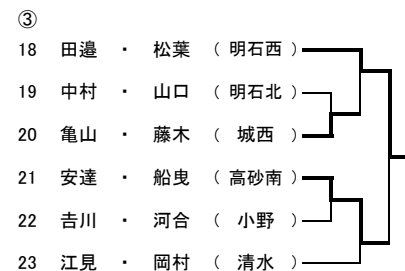 ③
18 田邉 ・ 松葉 （ 明石西 ）
19 中村 ・ 山口 （ 明石北 ）
20 亀山 ・ 藤木 （ 城西 ）
21 安達 ・ 船曳 （ 高砂南 ）
22 𠮷川 ・ 河合 （ 小野 ）
23 江見 ・ 岡村 （ 清水 ）